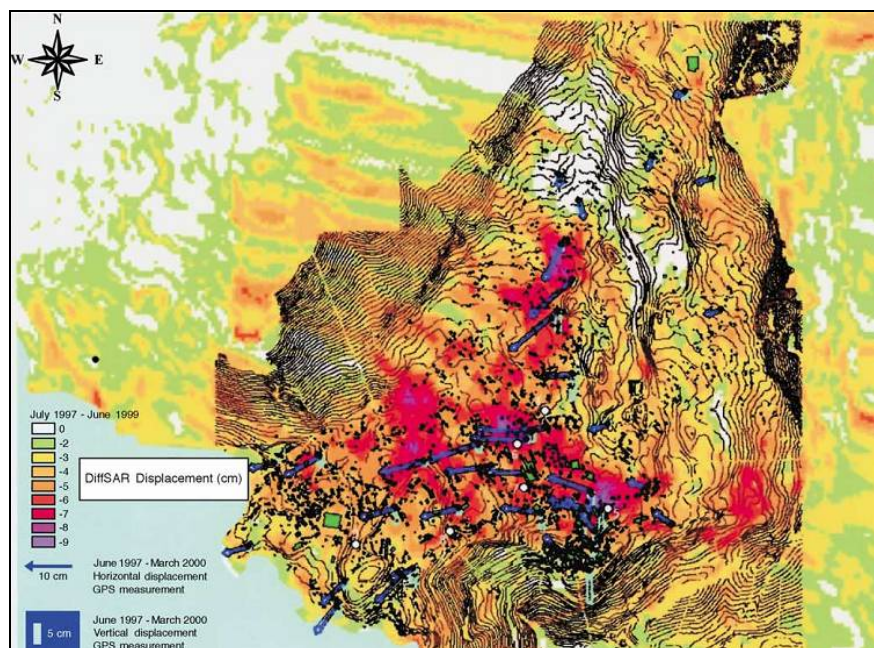 N
W E
S
July 1997 - June 1999
0
-2
-3
-4
-5
-6
-7
-8
-9
DiffSAR Displacement (cm)
10 cm
June 1997 - March 2000
Horizontal displacement
GPS measurement
5 cm
June 1997 - March 2000
Vertical displacement
GPS measurement